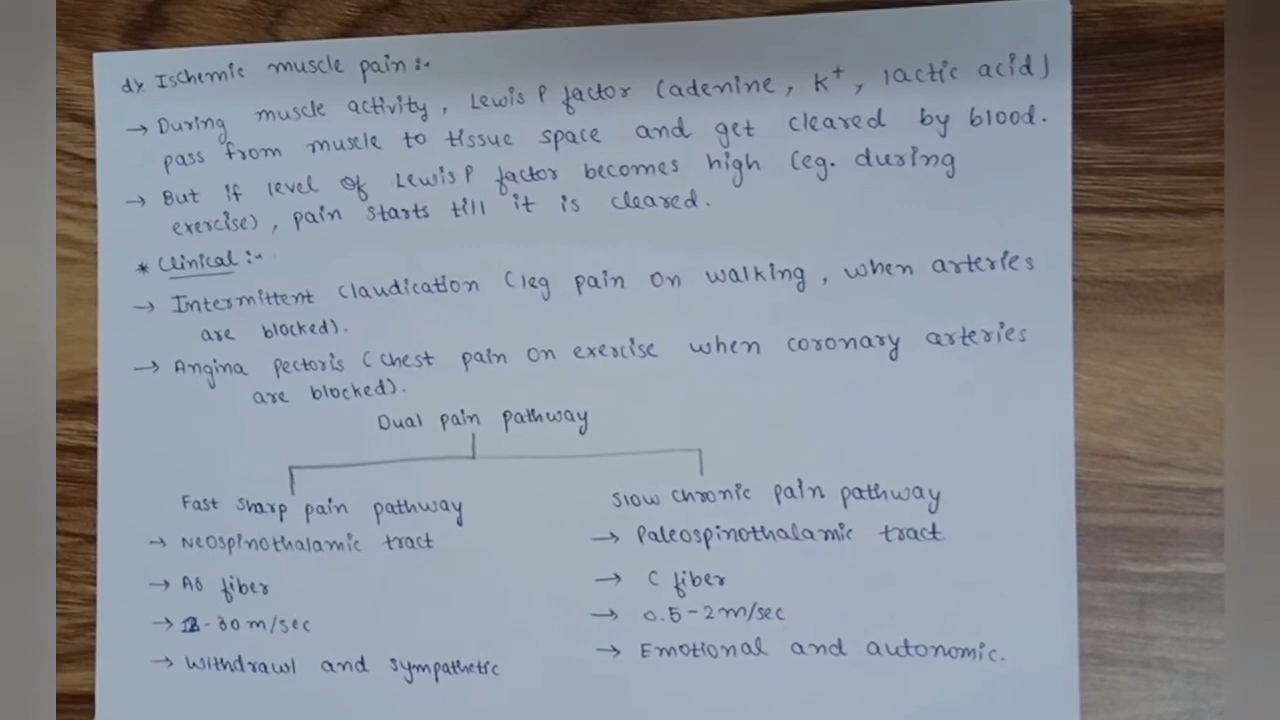 d) Ischemic muscle pain :-
→ During muscle activity, Lewis P factor (adenine, K⁺, lactic acid)
pass from muscle to tissue space and get cleared by blood.
→ But if level of Lewis P factor becomes high (eg. during
exercise), pain starts till it is cleared.
* Clinical :-
→ Intermittent claudication (leg pain on walking, when arteries
are blocked).
→ Angina pectoris (chest pain on exercise when coronary arteries
are blocked).
Dual pain pathway
Fast sharp pain pathway
→ Neospinothalamic tract
→ Aδ fiber
→ 2-30 m/sec
→ Withdrawl and sympathetic
Slow chronic pain pathway
→ Paleospinothalamic tract
→ C fiber
→ 0.5-2 m/sec
→ Emotional and autonomic.